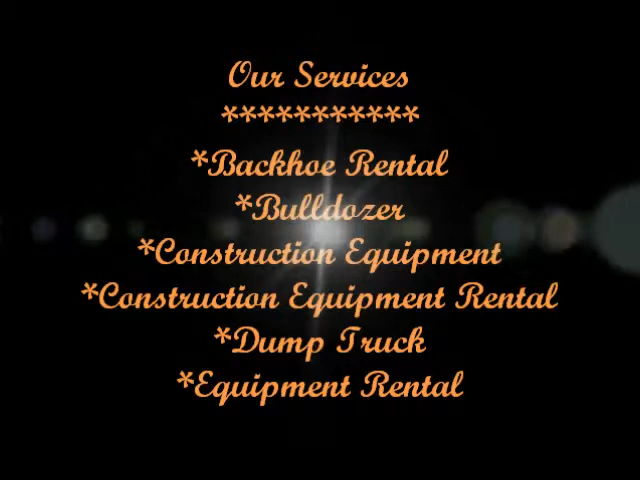 Our Services
***********
*Backhoe Rental
*Bulldozer
*Construction Equipment
*Construction Equipment Rental
*Dump Truck
*Equipment Rental